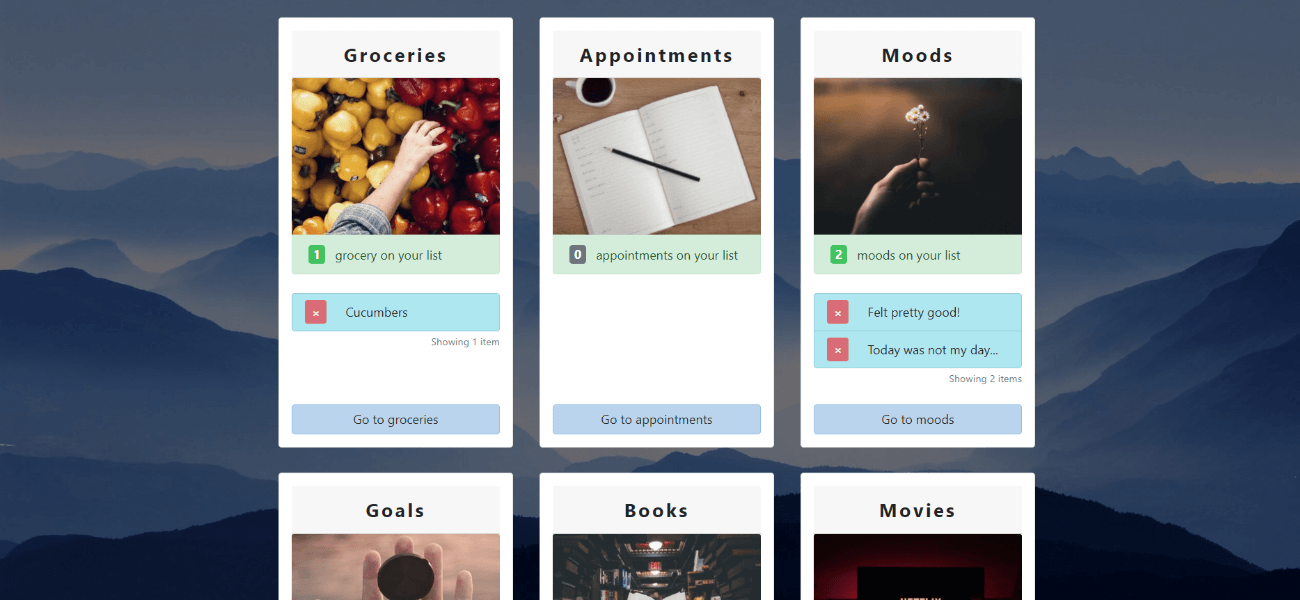 Groceries
1 grocery on your list
× Cucumbers
Showing 1 item
Go to groceries
Appointments
0 appointments on your list
Go to appointments
Moods
2 moods on your list
× Felt pretty good!
× Today was not my day...
Showing 2 items
Go to moods
Goals
Books
Movies
NETFLIX